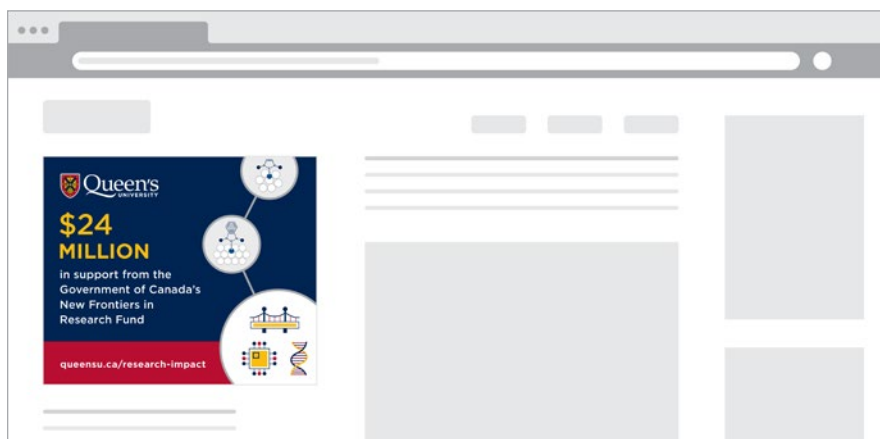 Queen's
UNIVERSITY
$24
MILLION
in support from the
Government of Canada's
New Frontiers in
Research Fund
queensu.ca/research-impact